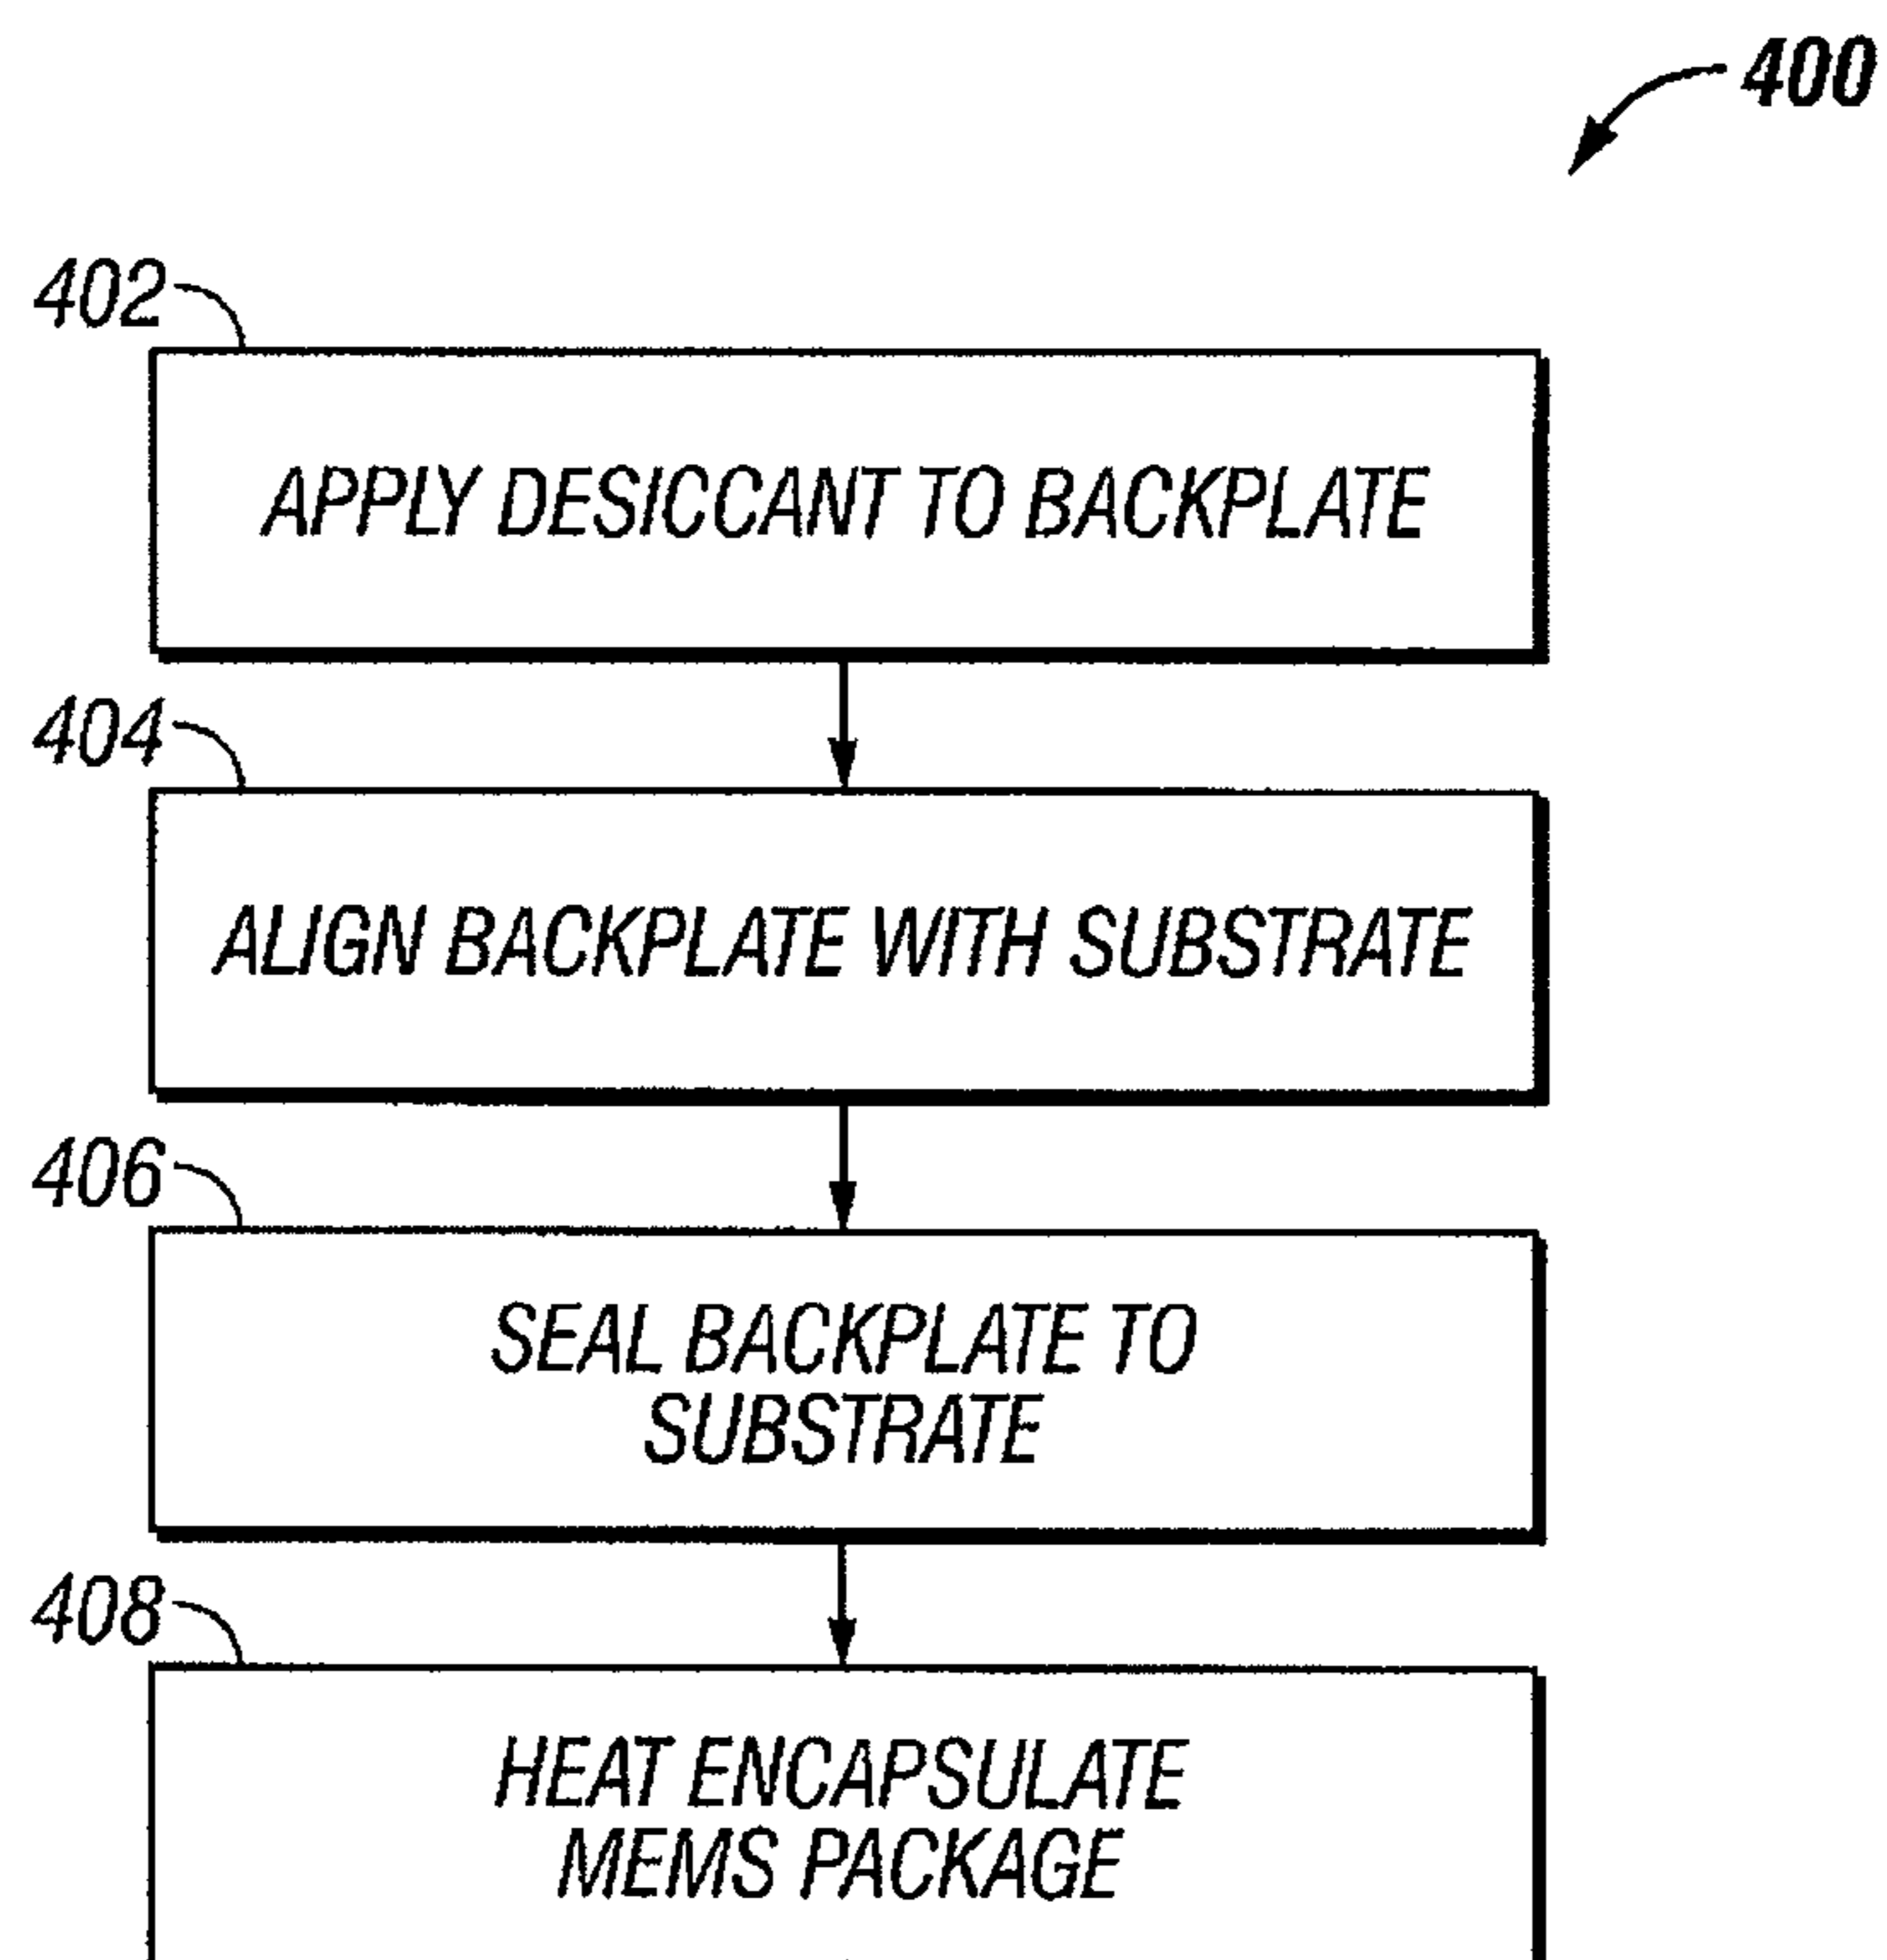 400
402
APPLY DESICCANT TO BACKPLATE
404
ALIGN BACKPLATE WITH SUBSTRATE
406
SEAL BACKPLATE TO
SUBSTRATE
408
HEAT ENCAPSULATE
MEMS PACKAGE